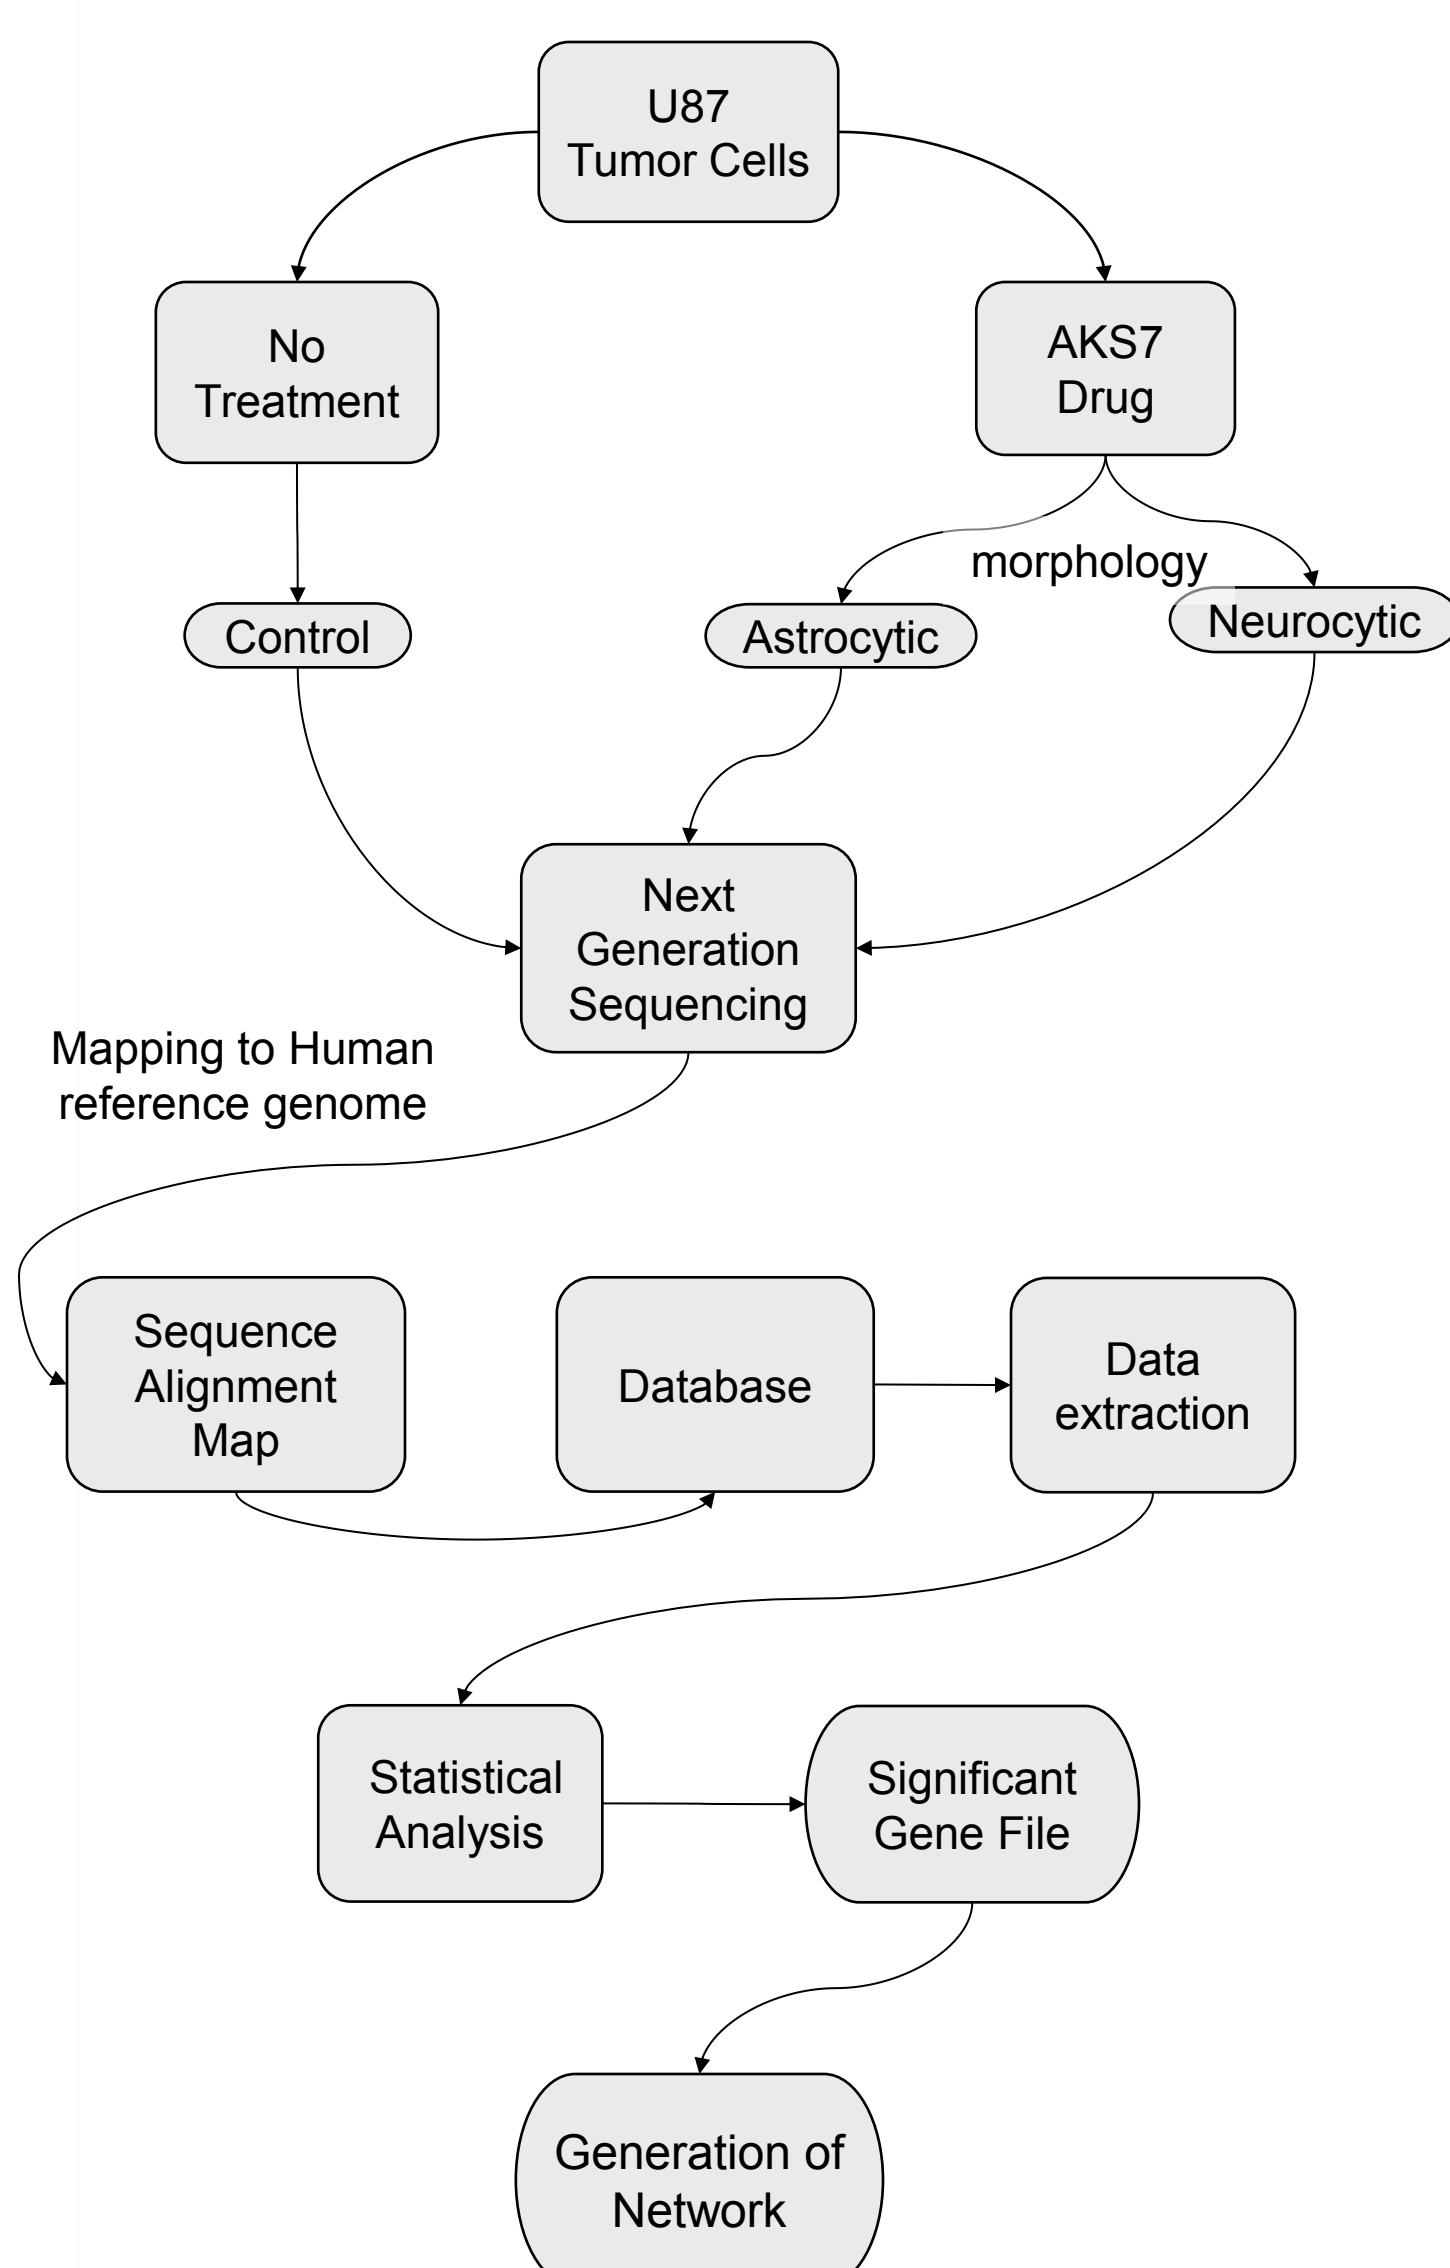 U87
Tumor Cells
No
Treatment
AKS7
Drug
morphology
Control
Astrocytic
Neurocytic
Next
Generation
Sequencing
Mapping to Human
reference genome
Sequence
Alignment
Map
Database
Data
extraction
Statistical
Analysis
Significant
Gene File
Generation of
Network